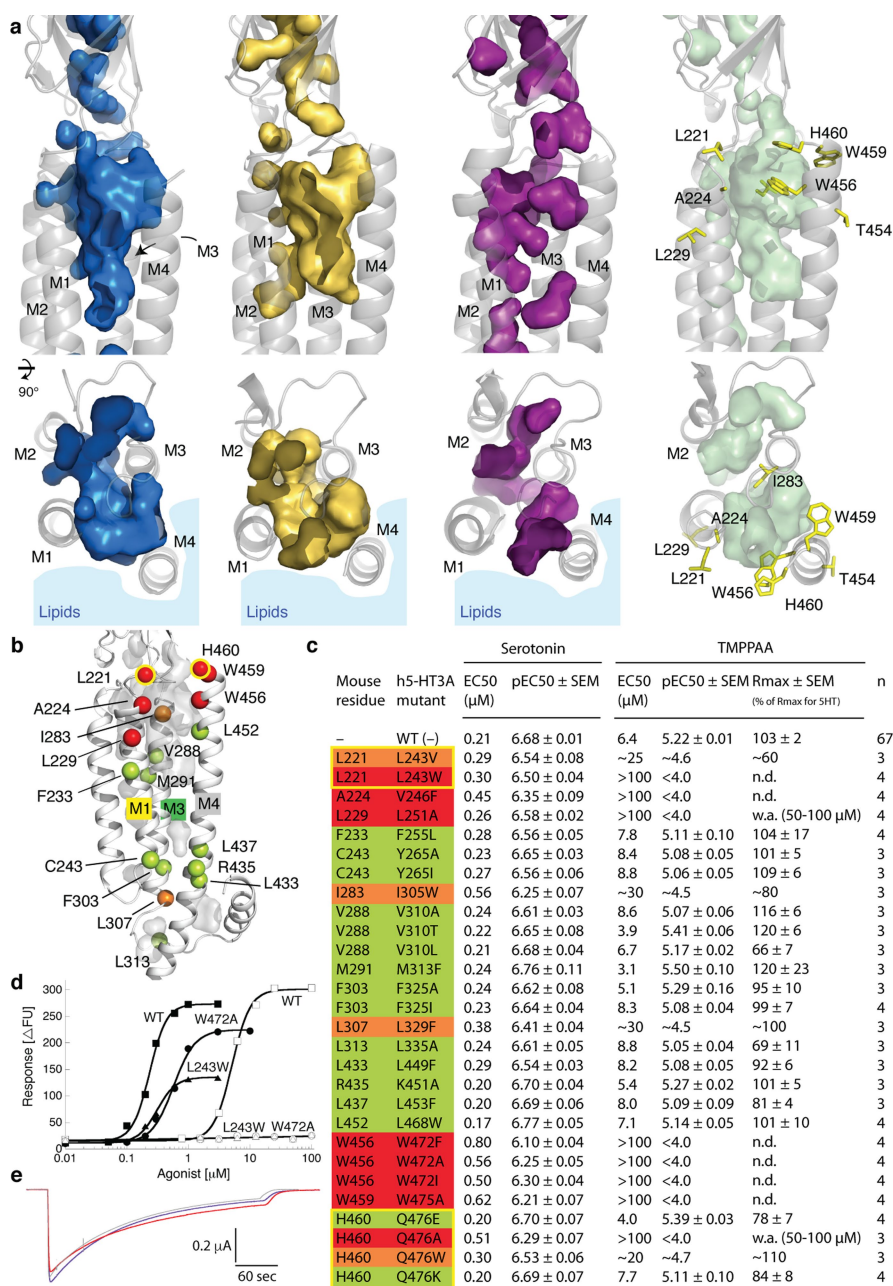 a
L221
H460
W459
A224
W456
T454
L229
M3
M4
M1
M2
M1
M4
M2
M3
M3
M4
M1
M2
90°
M2
M3
M1
M4
Lipids
M2
M3
M1
M4
Lipids
M2
M3
M1
M4
Lipids
M2
I283
W459
A224
L229
L221
T454
W456
H460
b
H460
L221
W459
A224
W456
I283
L452
L229
V288
M291
F233
M1
M3
M4
L437
C243
R435
F303
L433
L307
L313
c
Serotonin TMPPAA
Mouse residue h5-HT3A mutant EC50 (µM) pEC50 ± SEM EC50 (µM) pEC50 ± SEM Rmax ± SEM (% of Rmax for 5HT) n
– WT (–) 0.21 6.68 ± 0.01 6.4 5.22 ± 0.01 103 ± 2 67
L221 L243V 0.29 6.54 ± 0.08 ~25 ~4.6 ~60 3
L221 L243W 0.30 6.50 ± 0.04 >100 <4.0 n.d. 4
A224 V246F 0.45 6.35 ± 0.09 >100 <4.0 n.d. 4
L229 L251A 0.26 6.58 ± 0.02 >100 <4.0 w.a. (50-100 µM) 4
F233 F255L 0.28 6.56 ± 0.05 7.8 5.11 ± 0.10 104 ± 17 4
C243 Y265A 0.23 6.65 ± 0.03 8.4 5.08 ± 0.05 101 ± 5 3
C243 Y265I 0.27 6.56 ± 0.06 8.8 5.06 ± 0.05 109 ± 6 3
I283 I305W 0.56 6.25 ± 0.07 ~30 ~4.5 ~80 3
V288 V310A 0.24 6.61 ± 0.03 8.6 5.07 ± 0.06 116 ± 6 3
V288 V310T 0.22 6.65 ± 0.08 3.9 5.41 ± 0.06 120 ± 6 3
V288 V310L 0.21 6.68 ± 0.04 6.7 5.17 ± 0.02 66 ± 7 3
M291 M313F 0.24 6.76 ± 0.11 3.1 5.50 ± 0.10 120 ± 23 4
F303 F325A 0.24 6.62 ± 0.08 5.1 5.29 ± 0.16 95 ± 10 3
F303 F325I 0.23 6.64 ± 0.04 8.3 5.08 ± 0.04 99 ± 7 4
L307 L329F 0.38 6.41 ± 0.04 ~30 ~4.5 ~100 3
L313 L335A 0.24 6.61 ± 0.05 8.8 5.05 ± 0.04 69 ± 11 3
L433 L449F 0.29 6.54 ± 0.03 8.2 5.08 ± 0.05 92 ± 6 3
R435 K451A 0.20 6.70 ± 0.04 5.4 5.27 ± 0.02 101 ± 5 3
L437 L453F 0.20 6.69 ± 0.06 8.0 5.09 ± 0.09 81 ± 4 3
L452 L468W 0.17 6.77 ± 0.05 7.1 5.14 ± 0.05 101 ± 10 4
W456 W472F 0.80 6.10 ± 0.04 >100 <4.0 n.d. 4
W456 W472A 0.56 6.25 ± 0.05 >100 <4.0 n.d. 4
W456 W472I 0.50 6.30 ± 0.04 >100 <4.0 n.d. 4
W459 W475A 0.62 6.21 ± 0.07 >100 <4.0 n.d. 4
H460 Q476E 0.20 6.70 ± 0.07 4.0 5.39 ± 0.03 78 ± 7 4
H460 Q476A 0.51 6.29 ± 0.07 >100 <4.0 w.a. (50-100 µM) 3
H460 Q476W 0.30 6.53 ± 0.06 ~20 ~4.7 ~110 3
H460 Q476K 0.20 6.69 ± 0.07 7.7 5.11 ± 0.10 84 ± 8 4
d
Response [△FU]
300
250
200
150
100
50
WT
W472A
WT
L243W
L243W W472A
0.01 0.1 1 10 100
Agonist [µM]
e
0.2 µA
60 sec